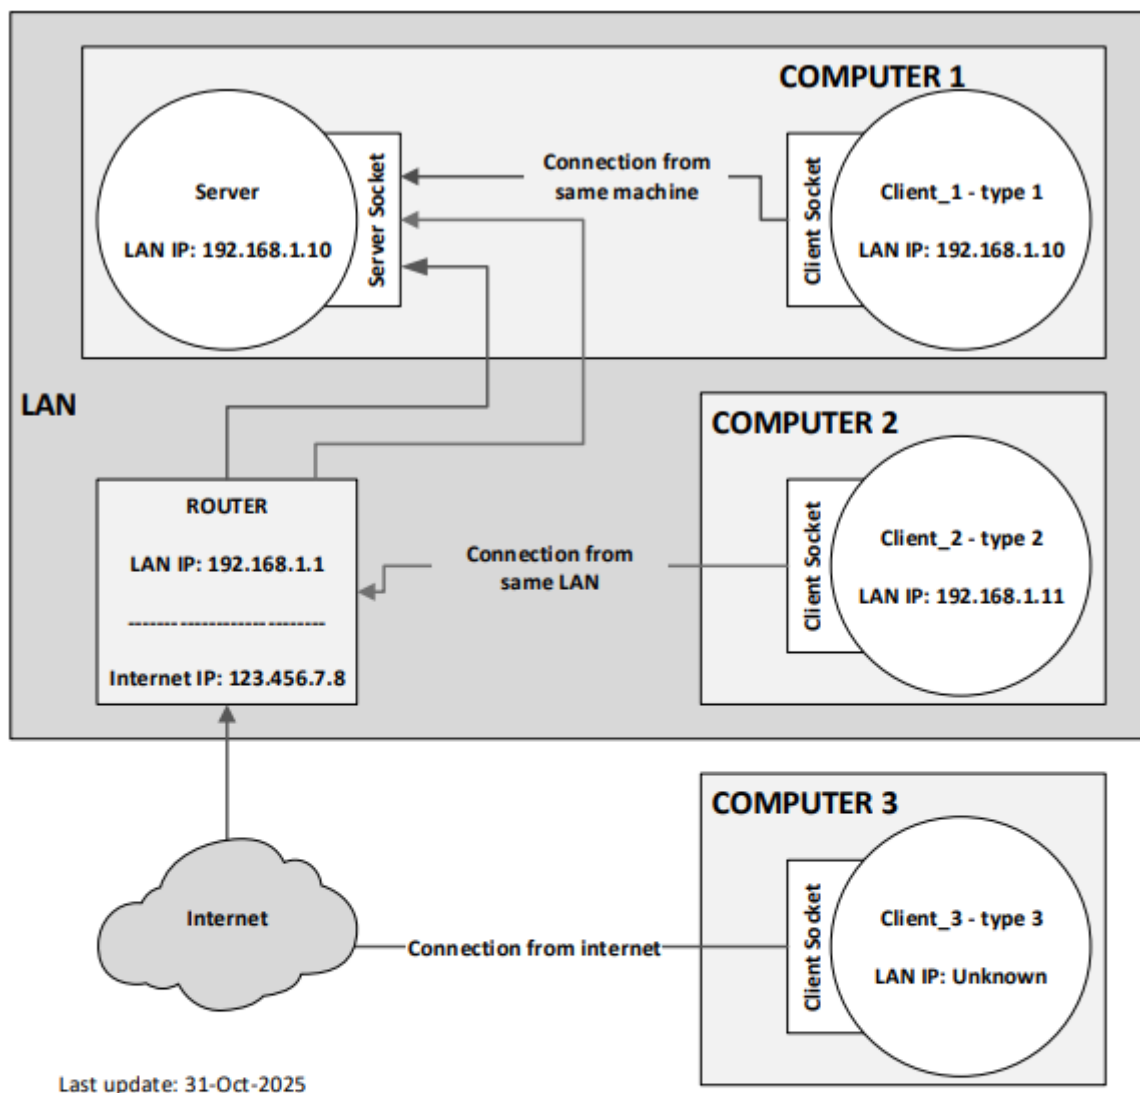 COMPUTER 1
Server
LAN IP: 192.168.1.10
Server Socket
Connection from
same machine
Client Socket
Client_1 - type 1
LAN IP: 192.168.1.10
LAN
COMPUTER 2
ROUTER
LAN IP: 192.168.1.1
----------------------------
Internet IP: 123.456.7.8
Connection from
same LAN
Client Socket
Client_2 - type 2
LAN IP: 192.168.1.11
COMPUTER 3
Internet
Connection from internet
Client Socket
Client_3 - type 3
LAN IP: Unknown
Last update: 31-Oct-2025